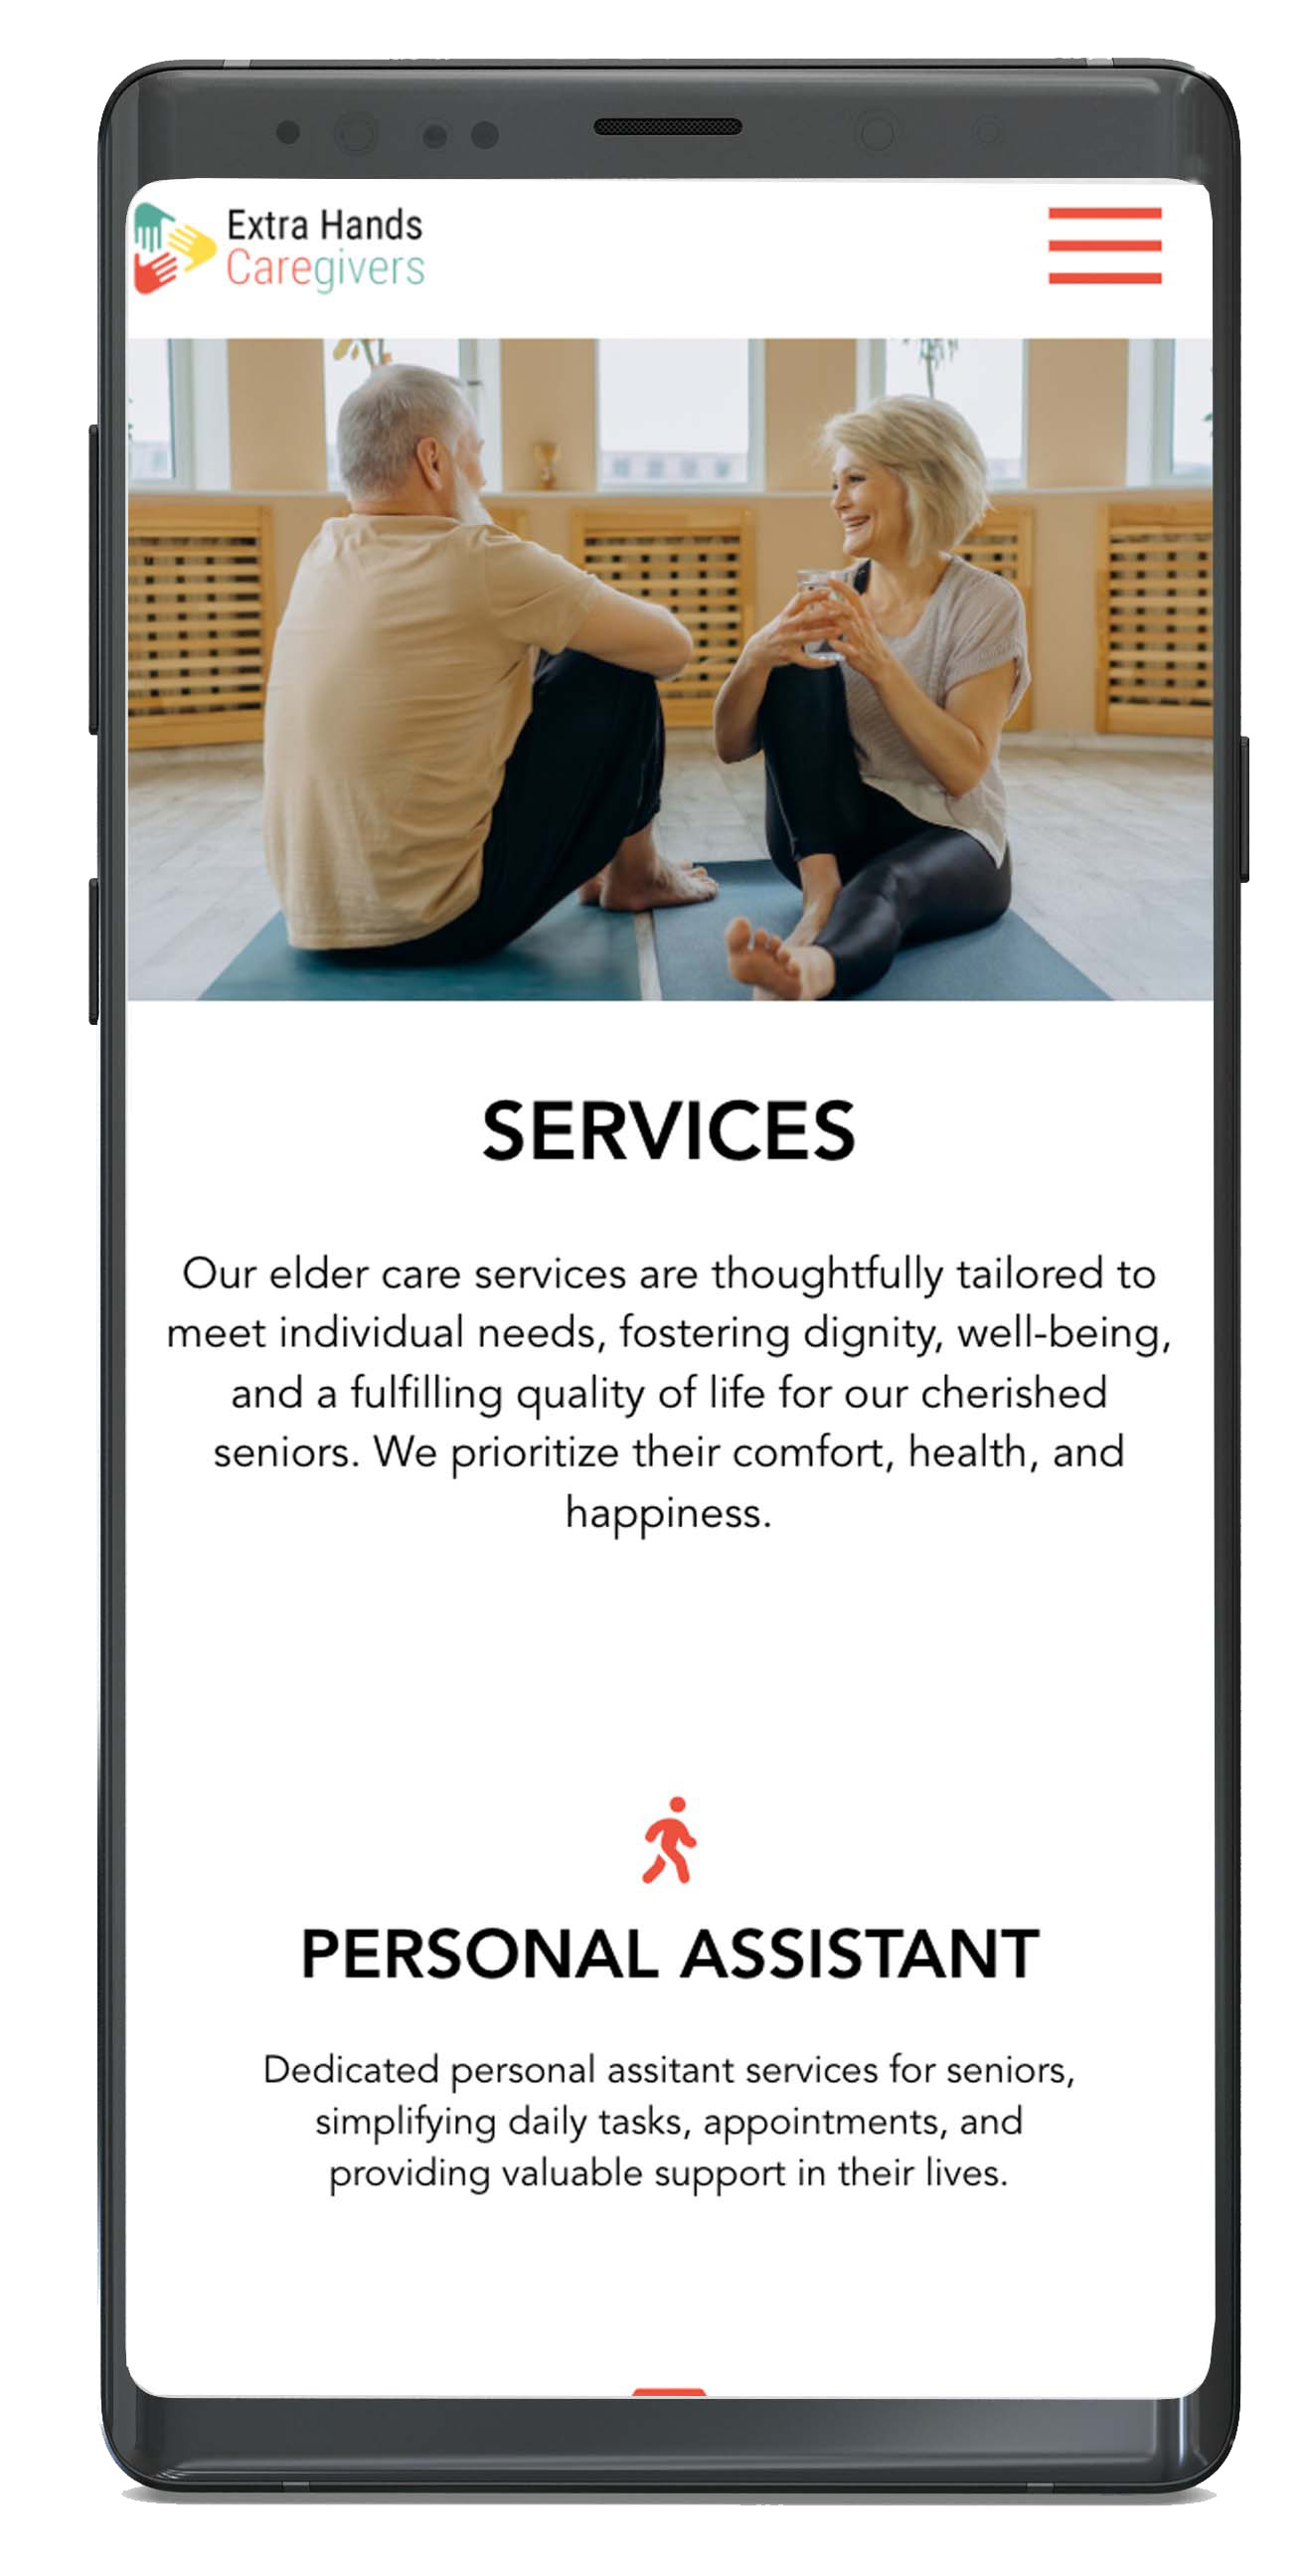 Extra Hands
Caregivers
SERVICES
Our elder care services are thoughtfully tailored to
meet individual needs, fostering dignity, well-being,
and a fulfilling quality of life for our cherished
seniors. We prioritize their comfort, health, and
happiness.
PERSONAL ASSISTANT
Dedicated personal assitant services for seniors,
simplifying daily tasks, appointments, and
providing valuable support in their lives.